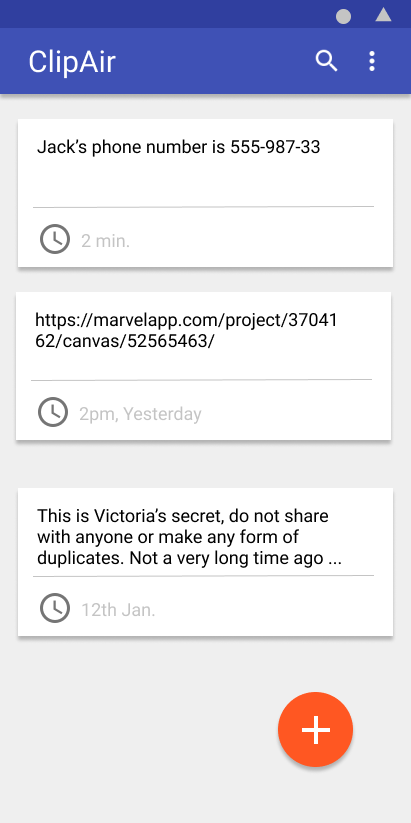 ClipAir
Jack’s phone number is 555-987-33
2 min.
https://marvelapp.com/project/37041
62/canvas/52565463/
2pm, Yesterday
This is Victoria’s secret, do not share
with anyone or make any form of
duplicates. Not a very long time ago ...
12th Jan.